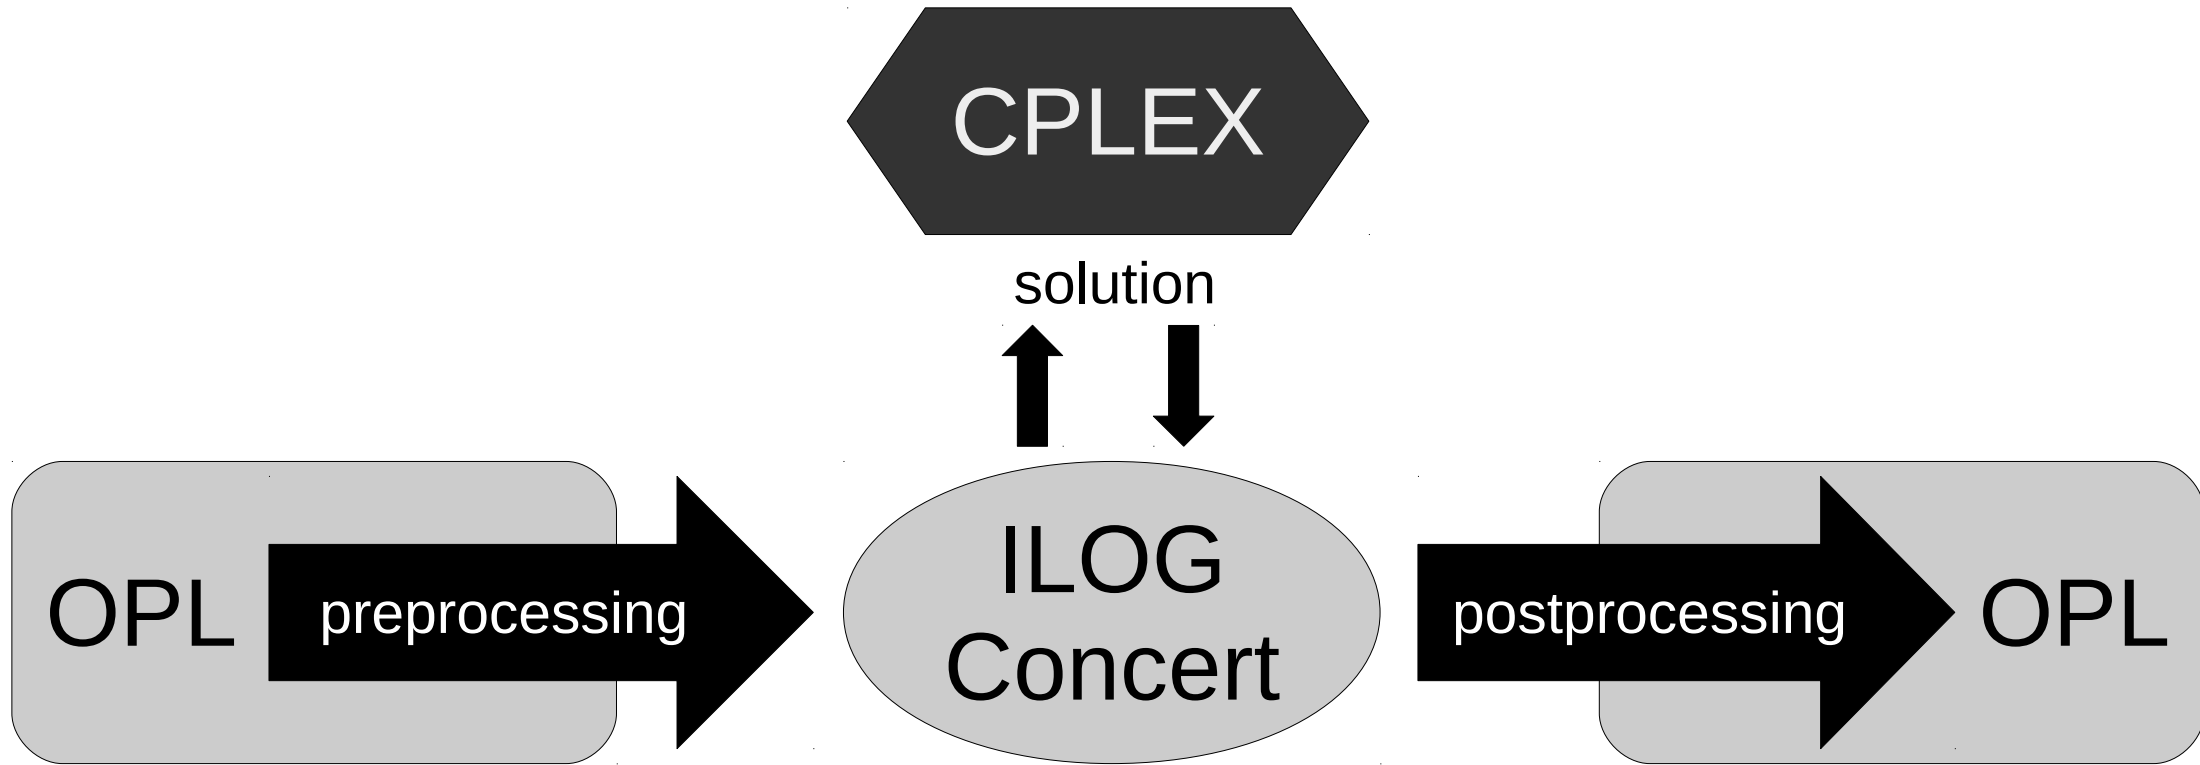 CPLEX
solution
OPL
preprocessing
ILOG
Concert
postprocessing
OPL